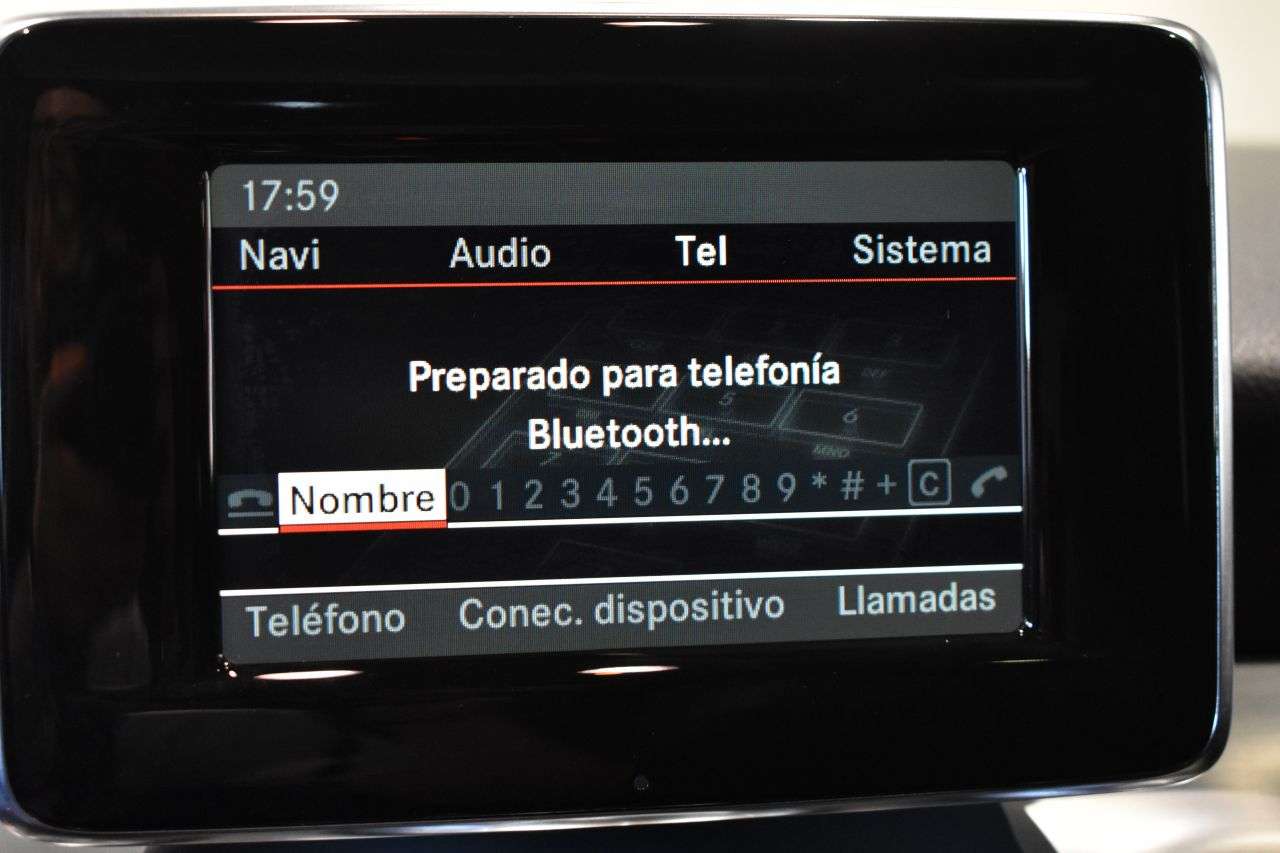 17:59
Navi Audio Tel Sistema
Preparado para telefonía
Bluetooth...
Nombre 0 1 2 3 4 5 6 7 8 9 * # + C
Teléfono Conec. dispositivo Llamadas